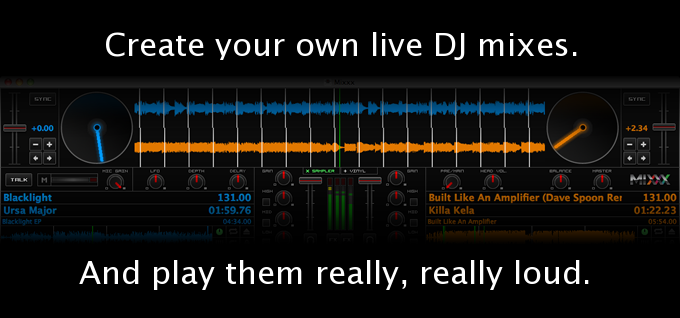 Create your own live DJ mixes.
Mixxx
SYNC
SYNC
+0.00
+2.34
MIC GAIN LFO DEPTH DELAY GAIN SAMPLER VINYL GAIN PRE/MAIN HEAD VOL BALANCE MASTER
TALK M MIXXX
Blacklight 131.00
Ursa Major 01:59.76
Blacklight EP 04:34.00
Built Like An Amplifier (Dave Spoon Rer 131.00
Killa Kela 01:22.23
Built Like An Amplifier 05:54.00
And play them really, really loud.